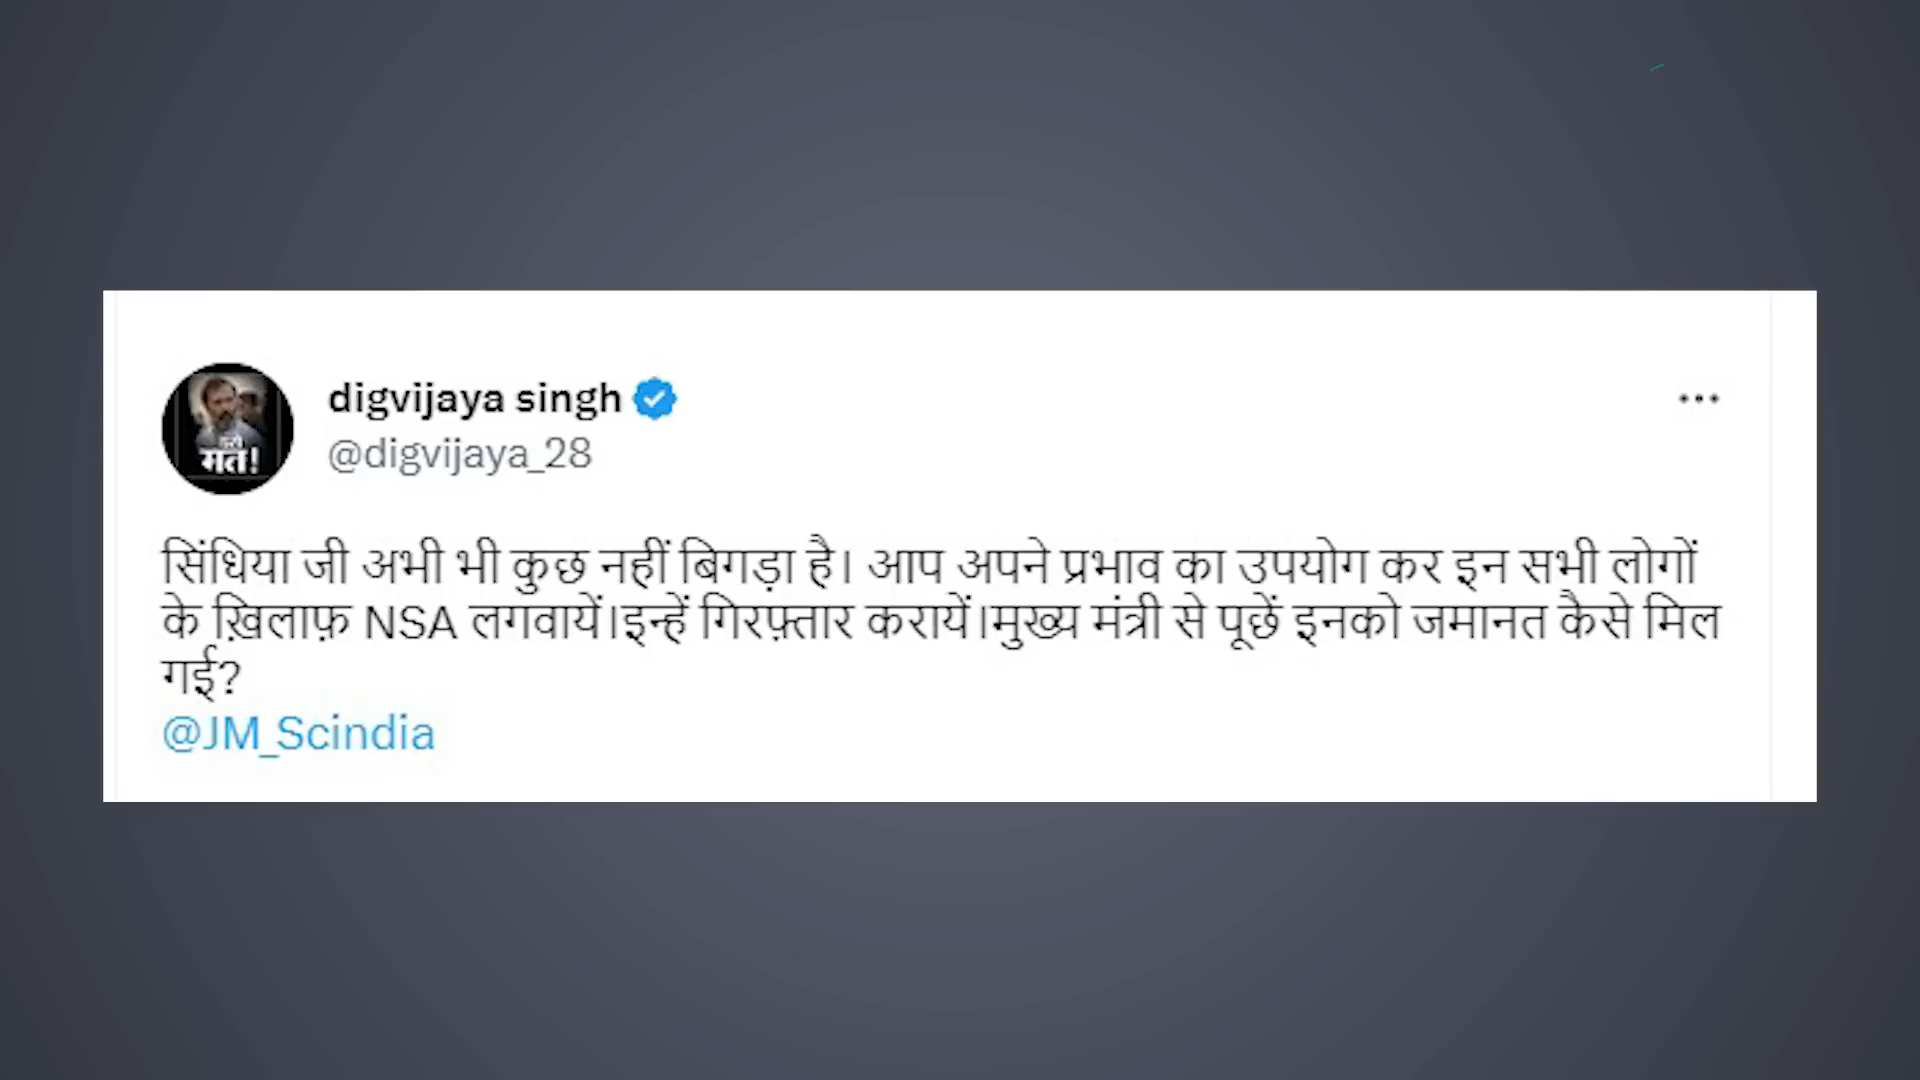 digvijaya singh
@digvijaya_28
मत!
सिंधिया जी अभी भी कुछ नहीं बिगड़ा है। आप अपने प्रभाव का उपयोग कर इन सभी लोगों
के ख़िलाफ़ NSA लगवायें।इन्हें गिरफ़्तार करायें।मुख्य मंत्री से पूछें इनको जमानत कैसे मिल
गई?
@JM_Scindia